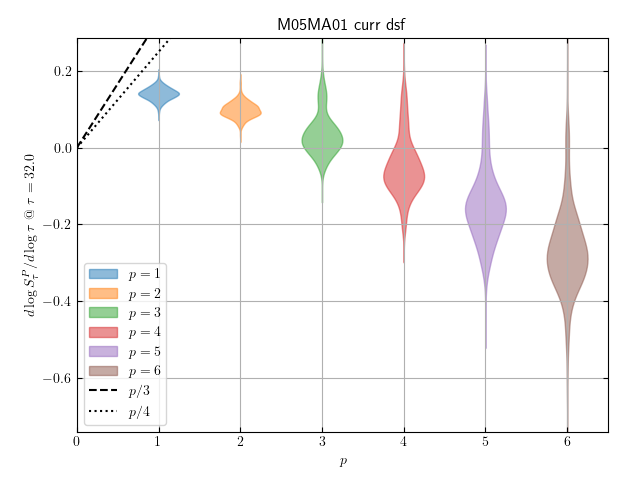 M05MA01 curr dsf
d log S_τ^P / d log τ @ τ = 32.0
0.2
0.0
−0.2
−0.4
−0.6
p = 1
p = 2
p = 3
p = 4
p = 5
p = 6
p/3
p/4
0 1 2 3 4 5 6
p